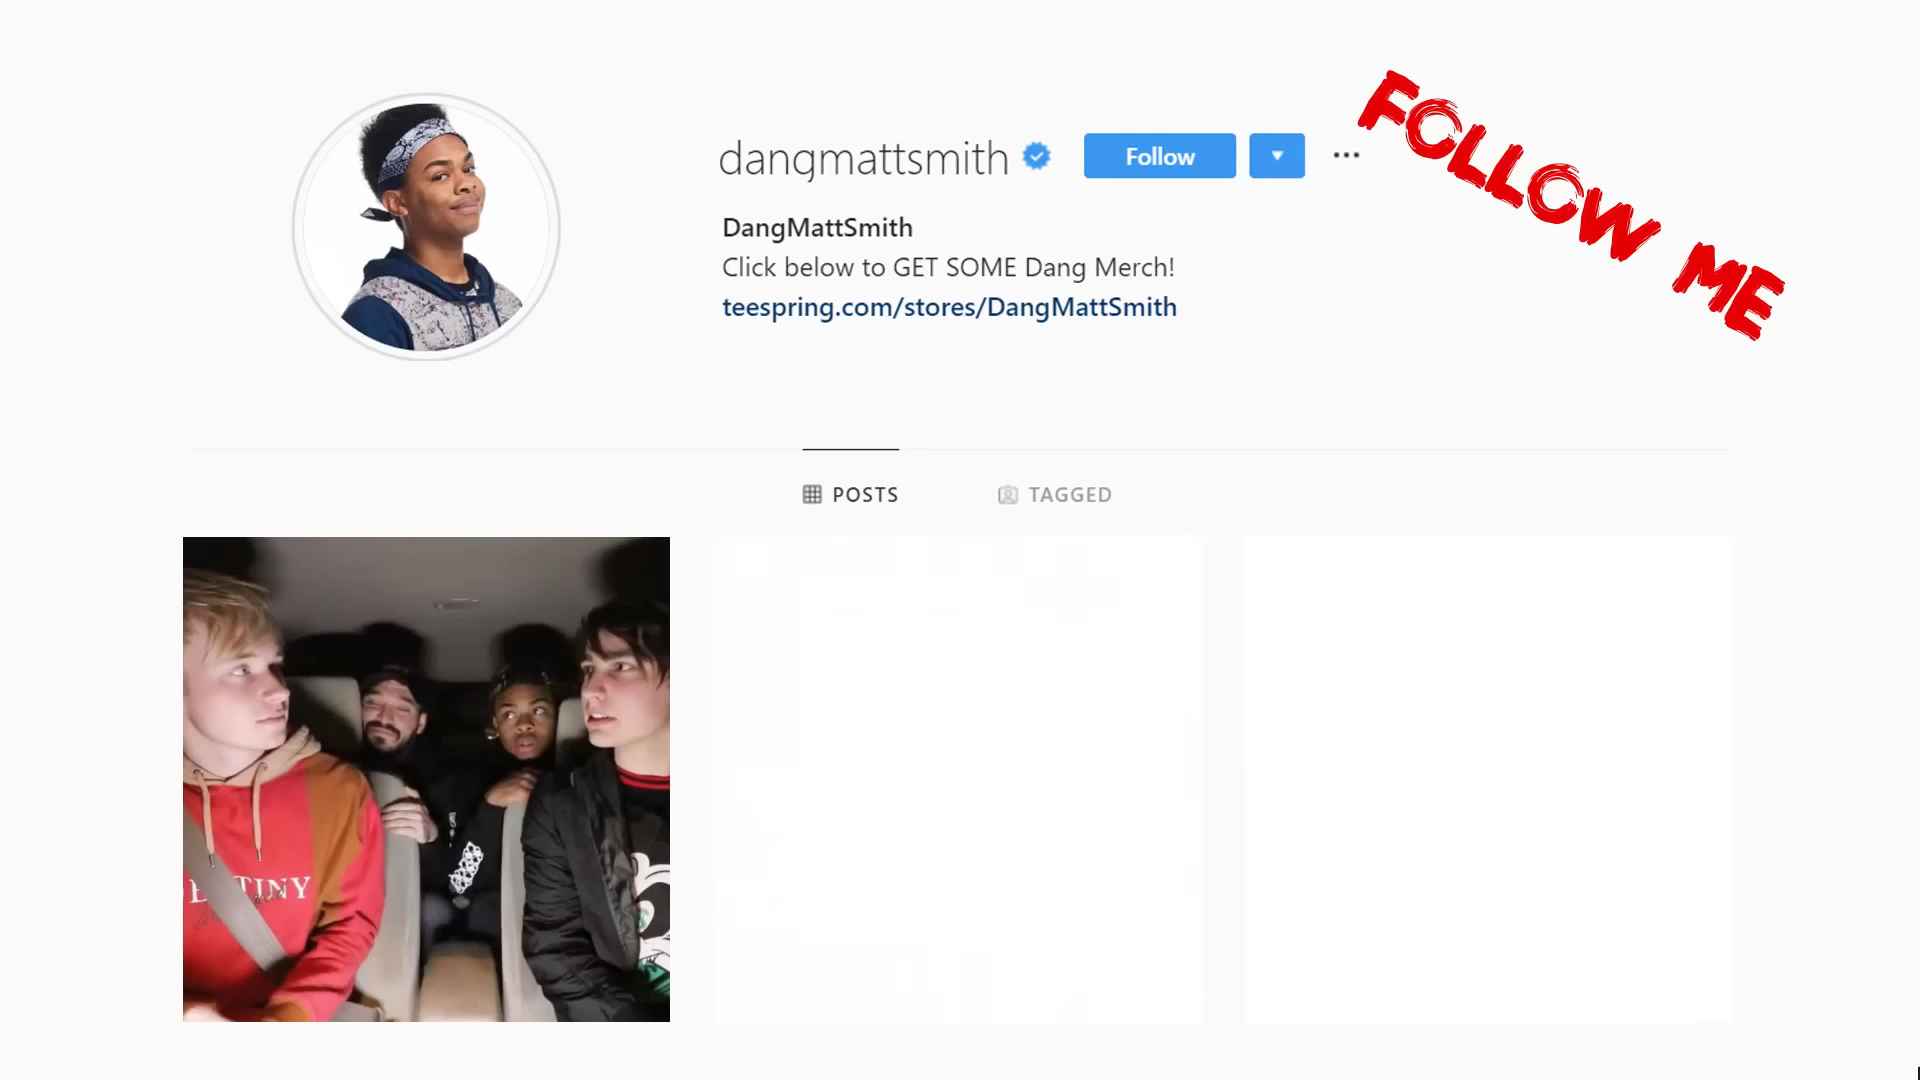 dangmattsmith
Follow
FOLLOW ME
DangMattSmith
Click below to GET SOME Dang Merch!
teespring.com/stores/DangMattSmith
POSTS
TAGGED